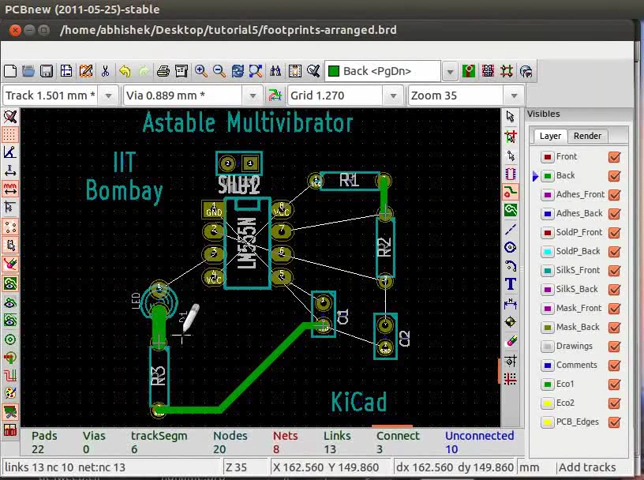 PCBnew (2011-05-25)-stable
/home/abhishek/Desktop/tutorial5/footprints-arranged.brd
Back <PgDn>
Track 1.501 mm *
Via 0.889 mm *
Grid 1.270
Zoom 35
Visibles
Layer
Render
Front
Back
Adhes_Front
Adhes_Back
SoldP_Front
SoldP_Back
SilkS_Front
SilkS_Back
Mask_Front
Mask_Back
Drawings
Comments
Eco1
Eco2
PCB_Edges
Astable Multivibrator
IIT
Bombay
R1
GND
VCC
LM555N
R2
LED
C1
C2
R3
KiCad
Pads
22
Vias
0
trackSegm
6
Nodes
20
Nets
8
Links
13
Connect
3
Unconnected
10
links 13 nc 10 net:nc 13
Z 35
X 162.560 Y 149.860
dx 162.560 dy 149.860
mm
Add tracks